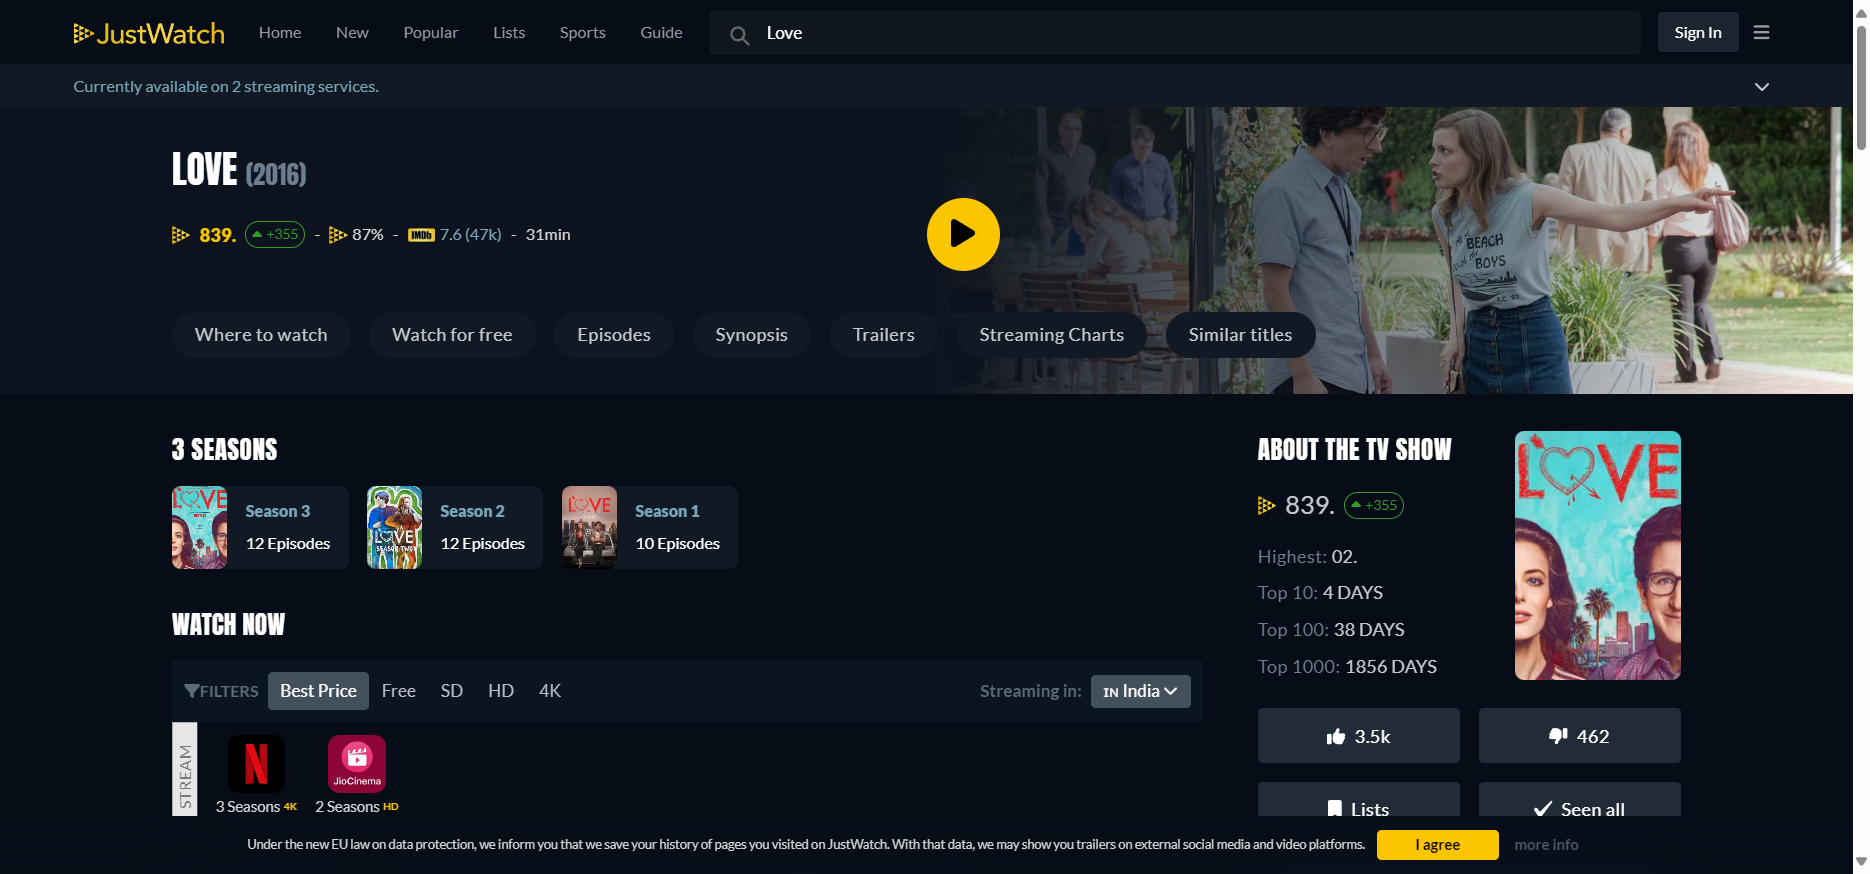 JustWatch
Home
New
Popular
Lists
Sports
Guide
Love
Sign In
Currently available on 2 streaming services.
LOVE (2016)
839.
+355
-
87%
-
IMDb
7.6 (47k)
-
31min
BEACH
BOYS
Where to watch
Watch for free
Episodes
Synopsis
Trailers
Streaming Charts
Similar titles
3 SEASONS
LOVE
Season 3
12 Episodes
LOVE
SEASON TWO
Season 2
12 Episodes
LOVE
Season 1
10 Episodes
WATCH NOW
FILTERS
Best Price
Free
SD
HD
4K
Streaming in:
IN India
STREAM
N
3 Seasons 4K
JioCinema
2 Seasons HD
ABOUT THE TV SHOW
839.
+355
Highest: 02.
Top 10: 4 DAYS
Top 100: 38 DAYS
Top 1000: 1856 DAYS
LOVE
3.5k
462
Lists
Seen all
Under the new EU law on data protection, we inform you that we save your history of pages you visited on JustWatch. With that data, we may show you trailers on external social media and video platforms.
I agree
more info